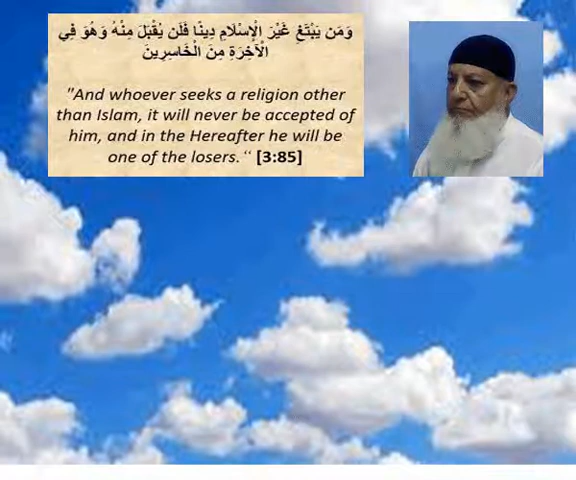 وَمَن يَبْتَغِ غَيْرَ الْإِسْلَامِ دِينًا فَلَن يُقْبَلَ مِنْهُ وَهُوَ فِي
الْآخِرَةِ مِنَ الْخَاسِرِينَ
"And whoever seeks a religion other
than Islam, it will never be accepted of
him, and in the Hereafter he will be
one of the losers.‘‘ [3:85]